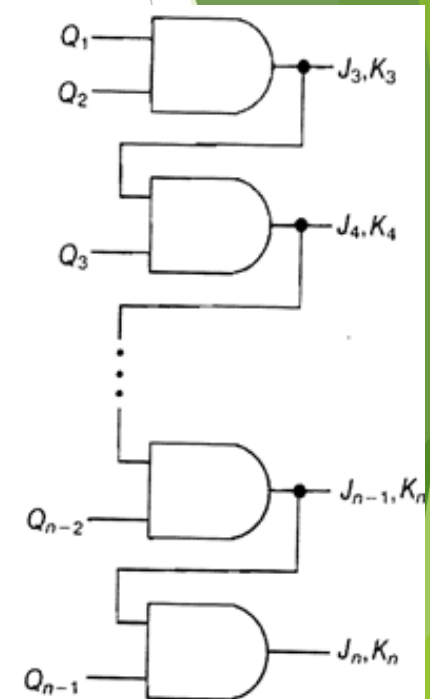 Q₁
Q₂
J₃,K₃
J₄,K₄
Q₃
Jₙ₋₁,Kₙ
Qₙ₋₂
Jₙ,Kₙ
Qₙ₋₁